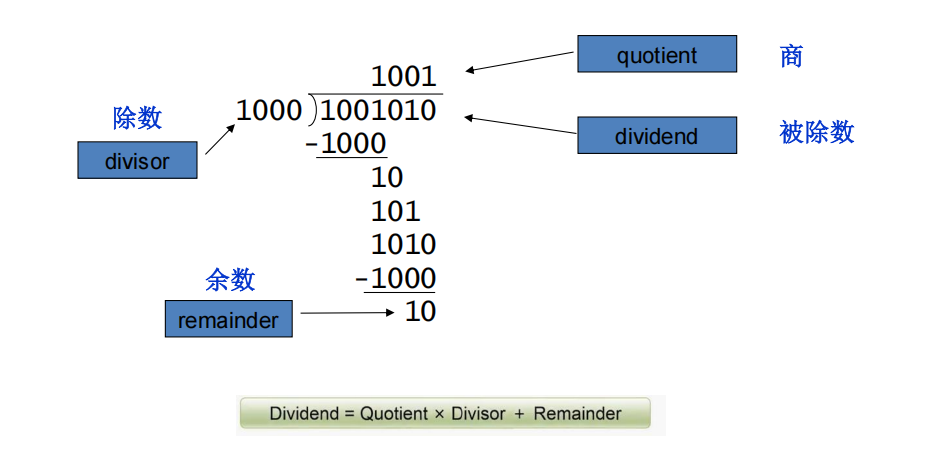 quotient 商
1001
除数 1000 1001010
dividend 被除数
divisor
-1000
10
101
1010
余数 -1000
remainder 10
Dividend = Quotient × Divisor + Remainder